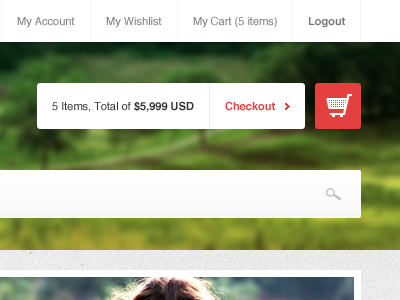 My Account My Wishlist My Cart (5 items) Logout
5 Items, Total of $5,999 USD Checkout